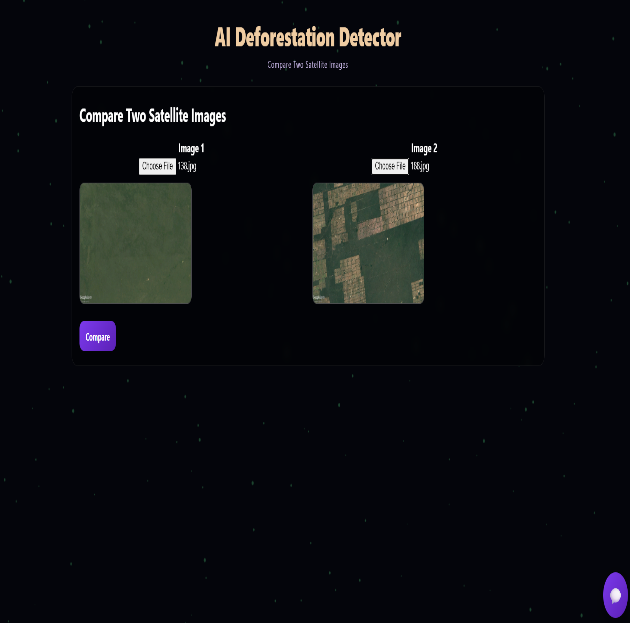 AI Deforestation Detector
Compare Two Satellite Images
Compare Two Satellite Images
Image 1
Image 2
Choose File 138.jpg
Choose File 168.jpg
Compare